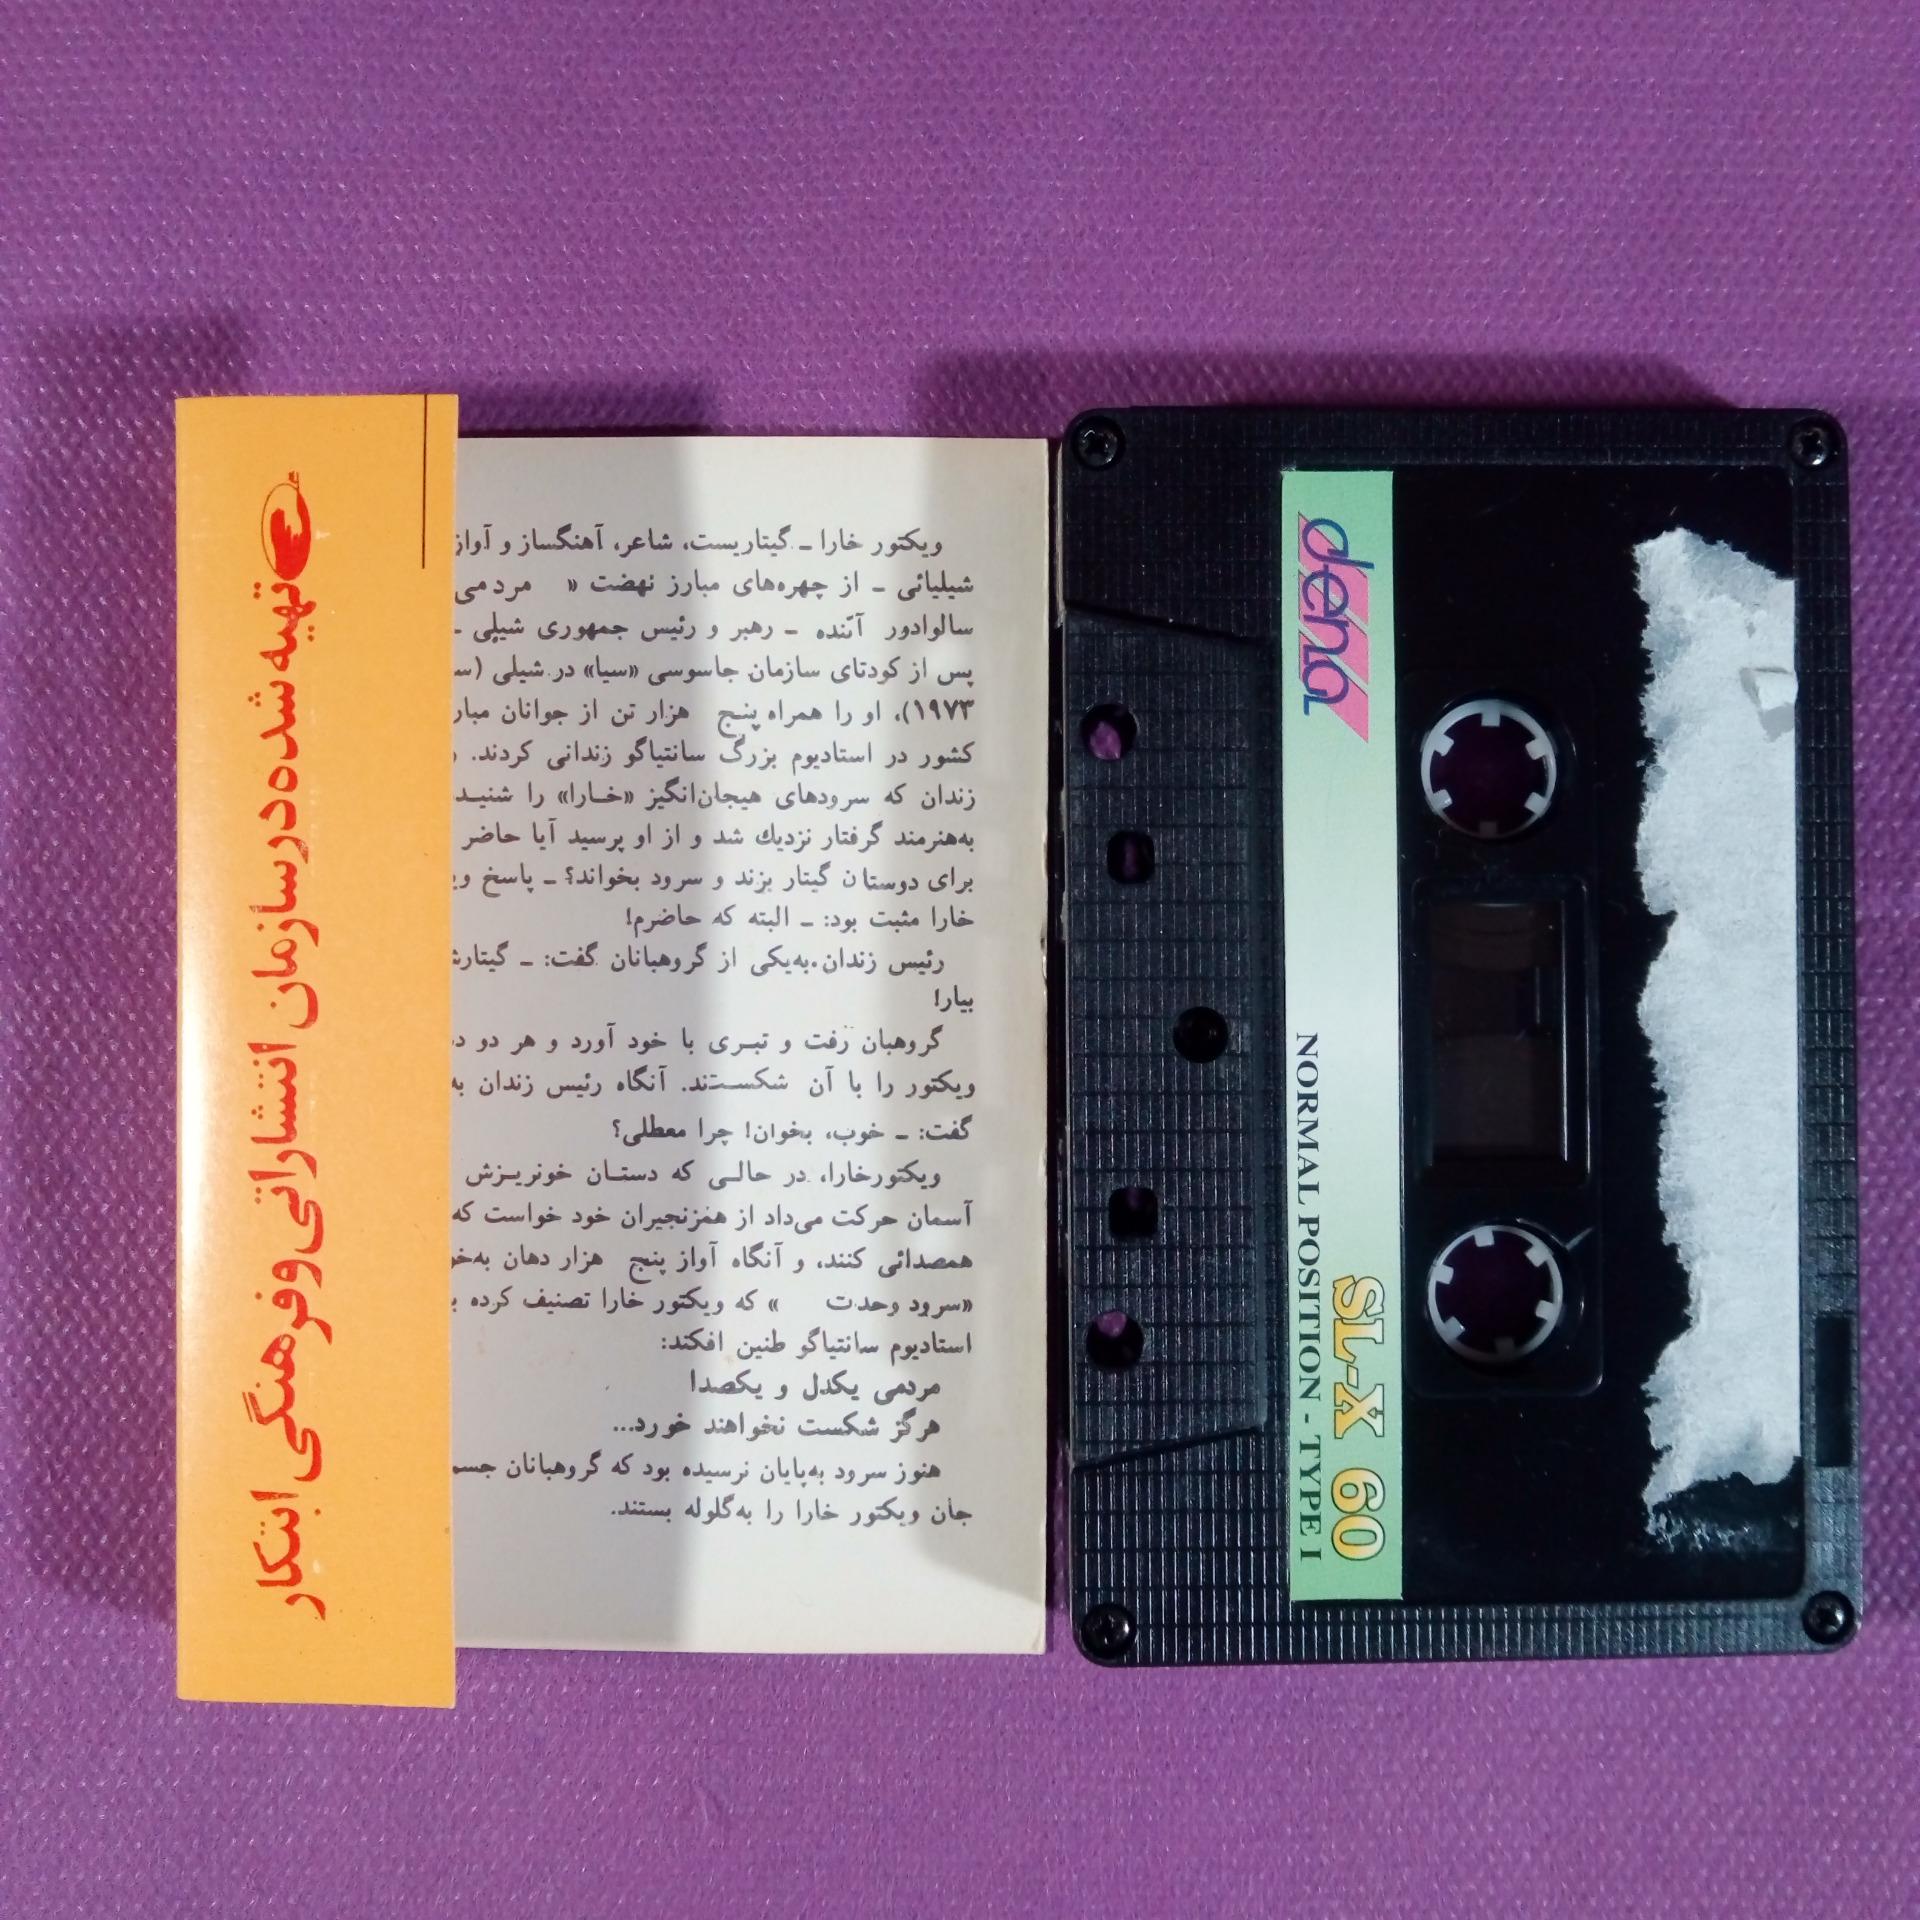 تهیه شده در سازمان انتشاراتی و فرهنگی ابتکار
ویکتور خارا ـ گیتاریست، شاعر، آهنگساز و آواز
شیلیائی ـ از چهره‌های مبارز نهضت « مردمی
سالوادور آلنده ـ رهبر و رئیس جمهوری شیلی ـ
پس از کودتای سازمان جاسوسی «سیا» در شیلی (
۱۹۷۳)، او را همراه پنج هزار تن از جوانان
کشور در استادیوم بزرگ سانتیاگو زندانی کردند.
زندان که سرودهای هیجان‌انگیز «خارا» را
به‌هنرمند گرفتار نزدیك شد و از او پرسید آیا حاضر
برای دوستان گیتار بزند و سرود بخواند؟ ـ پاسخ
خارا مثبت بود: ـ البته که حاضرم!
رئیس زندان به‌یکی از گروهبانان گفت: ـ
بیار!
گروهبان رفت و تبری با خود آورد و هر دو
ویکتور را با آن شکستند. آنگاه رئیس زندان
گفت: ـ خوب، بخوان! چرا معطلی؟
ویکتورخارا، در حالی که دستان خونریزش
آسمان حرکت می‌داد از همزنجیران خود خواست که
همصدائی کنند، و آنگاه آواز پنج هزار دهان
«سرود وحدت » که ویکتور خارا تصنیف کرده
استادیوم سانتیاگو طنین افکند:
مردمی یکدل و یکصدا
هرگز شکست نخواهند خورد...
هنوز سرود به‌پایان نرسیده بود که گروهبانان
جان ویکتور خارا را به‌گلوله بستند.
dena
NORMAL POSITION - TYPE I
SL-X 60